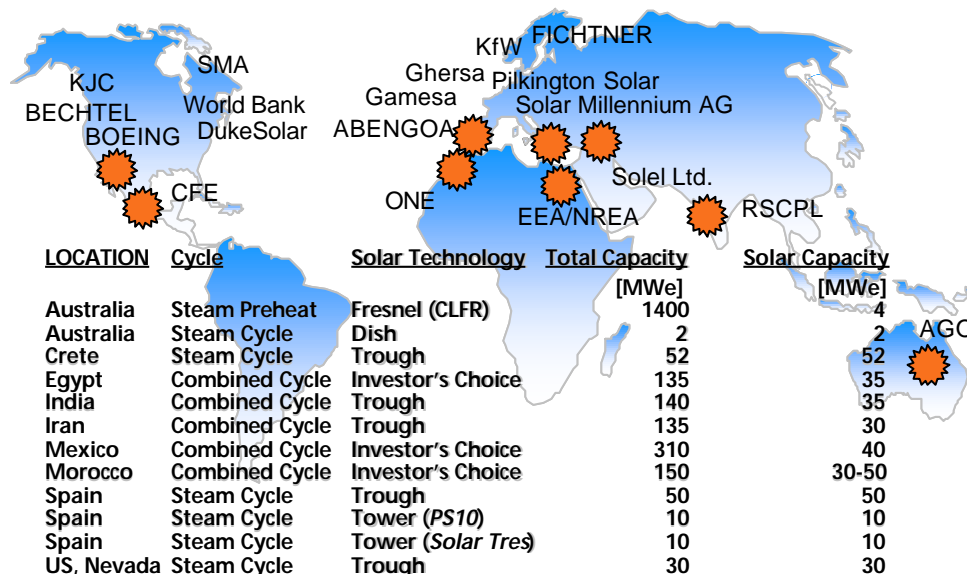 FICHTNER
KfW
SMA
Ghersa
Pilkington Solar
KJC
Gamesa
Solar Millennium AG
World Bank
BECHTEL
DukeSolar
BOEING
ABENGOA
Solel Ltd.
CFE
ONE
EEA/NREA
RSCPL
LOCATION Cycle Solar Technology Total Capacity Solar Capacity
[MWe] [MWe]
Australia Steam Preheat Fresnel (CLFR) 1400 4
Australia Steam Cycle Dish 2 2
AGO
Crete Steam Cycle Trough 52 52
Egypt Combined Cycle Investor's Choice 135 35
India Combined Cycle Trough 140 35
Iran Combined Cycle Trough 135 30
Mexico Combined Cycle Investor's Choice 310 40
Morocco Combined Cycle Investor's Choice 150 30-50
Spain Steam Cycle Trough 50 50
Spain Steam Cycle Tower (PS10) 10 10
Spain Steam Cycle Tower (Solar Tres) 10 10
US, Nevada Steam Cycle Trough 30 30